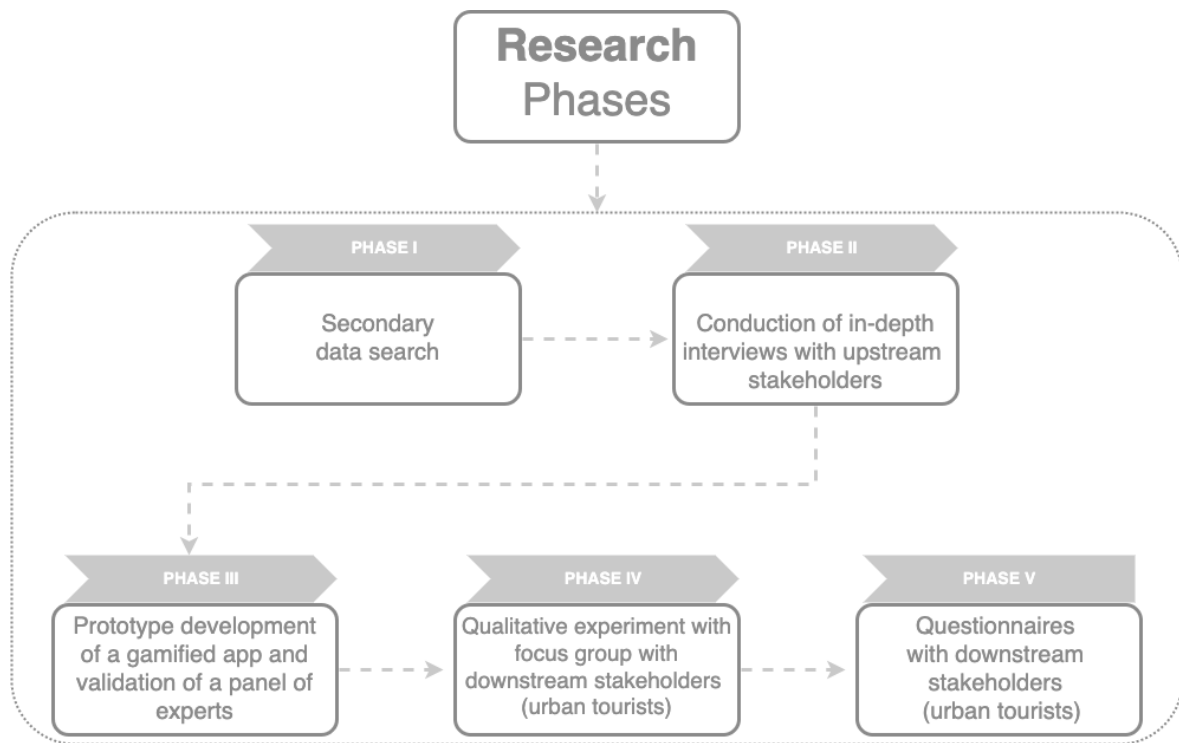 Research
Phases
PHASE I
Secondary
data search
PHASE II
Conduction of in-depth
interviews with upstream
stakeholders
PHASE III
Prototype development
of a gamified app and
validation of a panel of
experts
PHASE IV
Qualitative experiment with
focus group with
downstream stakeholders
(urban tourists)
PHASE V
Questionnaires
with downstream
stakeholders
(urban tourists)